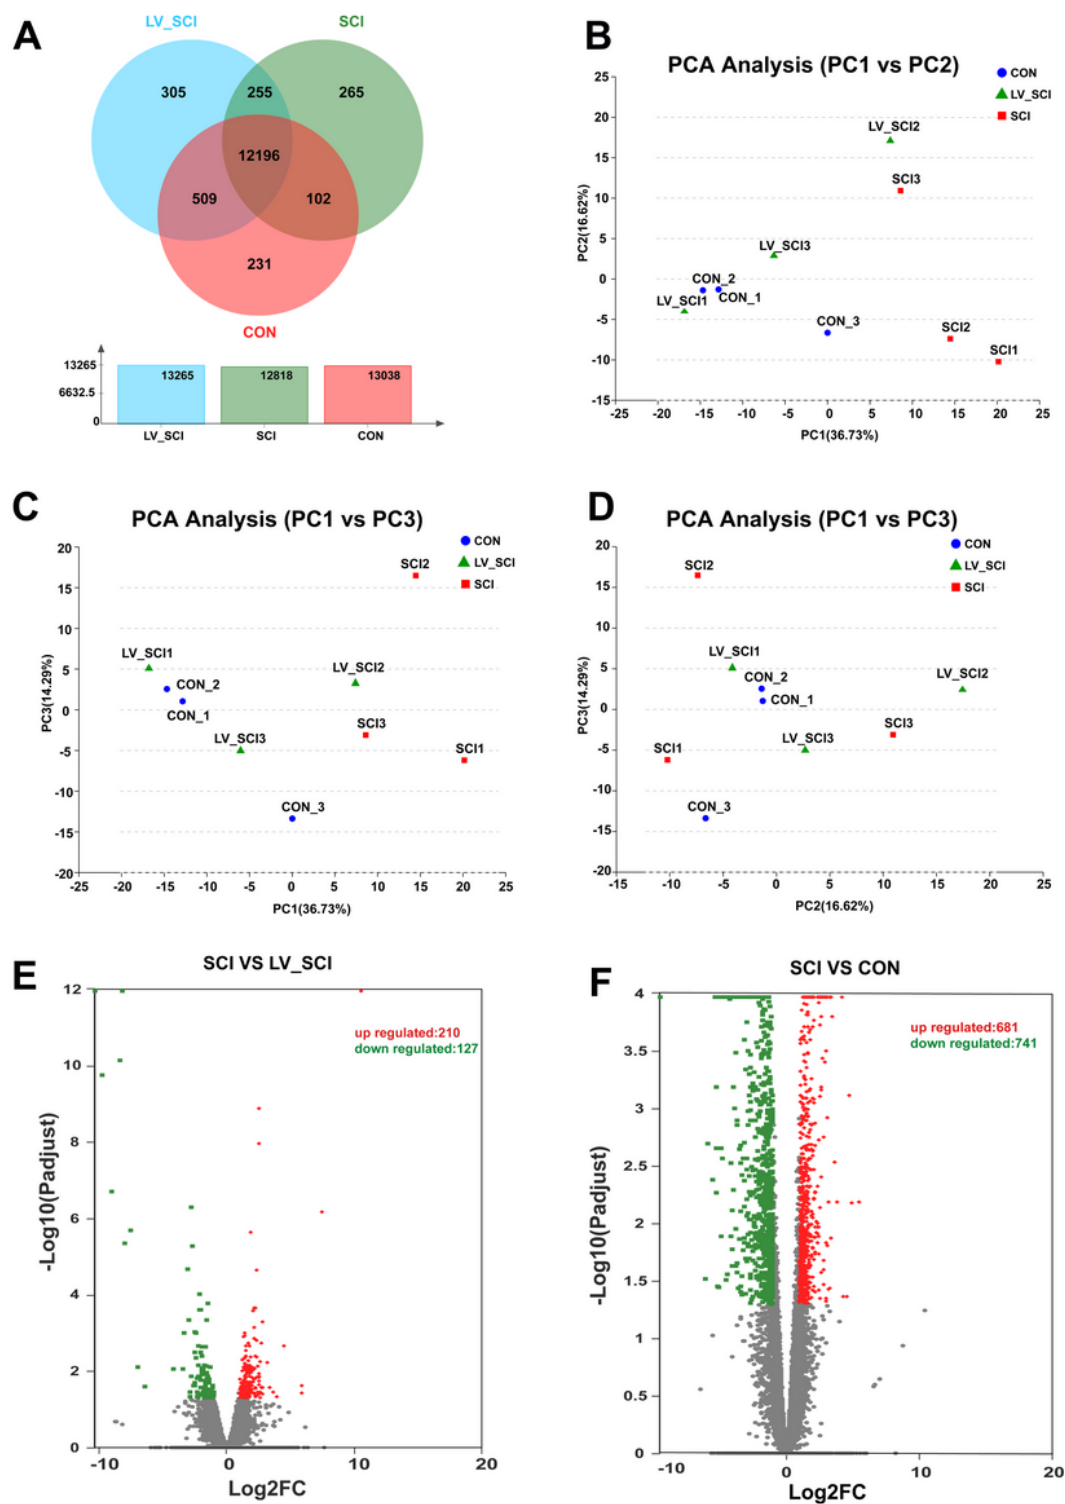 A
LV_SCI
SCI
305
255
265
12196
509
102
231
CON
13265
6632.5
0
13265
12818
13038
LV_SCI
SCI
CON
B
PCA Analysis (PC1 vs PC2)
CON
LV_SCI
SCI
25
20
15
10
5
0
-5
-10
-15
PC2(16.62%)
LV_SCI2
SCI3
LV_SCI3
CON_2
CON_1
LV_SCI1
CON_3
SCI2
SCI1
-25
-20
-15
-10
-5
0
5
10
15
20
25
PC1(36.73%)
C
PCA Analysis (PC1 vs PC3)
CON
LV_SCI
SCI
20
15
10
5
0
-5
-10
-15
-20
PC3(14.29%)
SCI2
LV_SCI1
CON_2
CON_1
LV_SCI2
LV_SCI3
SCI3
SCI1
CON_3
-25
-20
-15
-10
-5
0
5
10
15
20
25
PC1(36.73%)
D
PCA Analysis (PC1 vs PC3)
CON
LV_SCI
SCI
20
15
10
5
0
-5
-10
-15
-20
PC3(14.29%)
SCI2
LV_SCI1
CON_2
CON_1
LV_SCI2
SCI3
LV_SCI3
SCI1
CON_3
-15
-10
-5
0
5
10
15
20
25
PC2(16.62%)
E
SCI VS LV_SCI
up regulated:210
down regulated:127
12
10
8
6
4
2
0
-Log10(Padjust)
-10
0
10
20
Log2FC
F
SCI VS CON
up regulated:681
down regulated:741
4
3.5
3
2.5
2
1.5
1
0.5
0
-Log10(Padjust)
0
10
20
-10
Log2FC